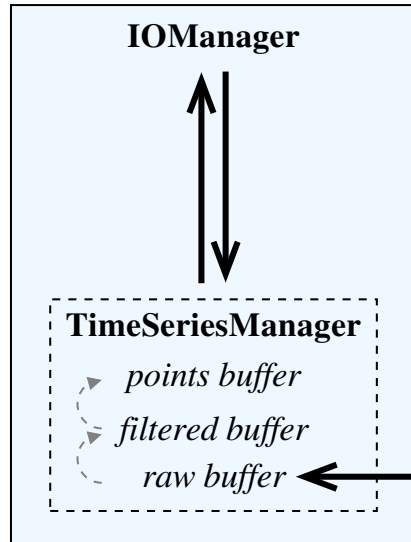 IOManager
TimeSeriesManager
points buffer
filtered buffer
raw buffer